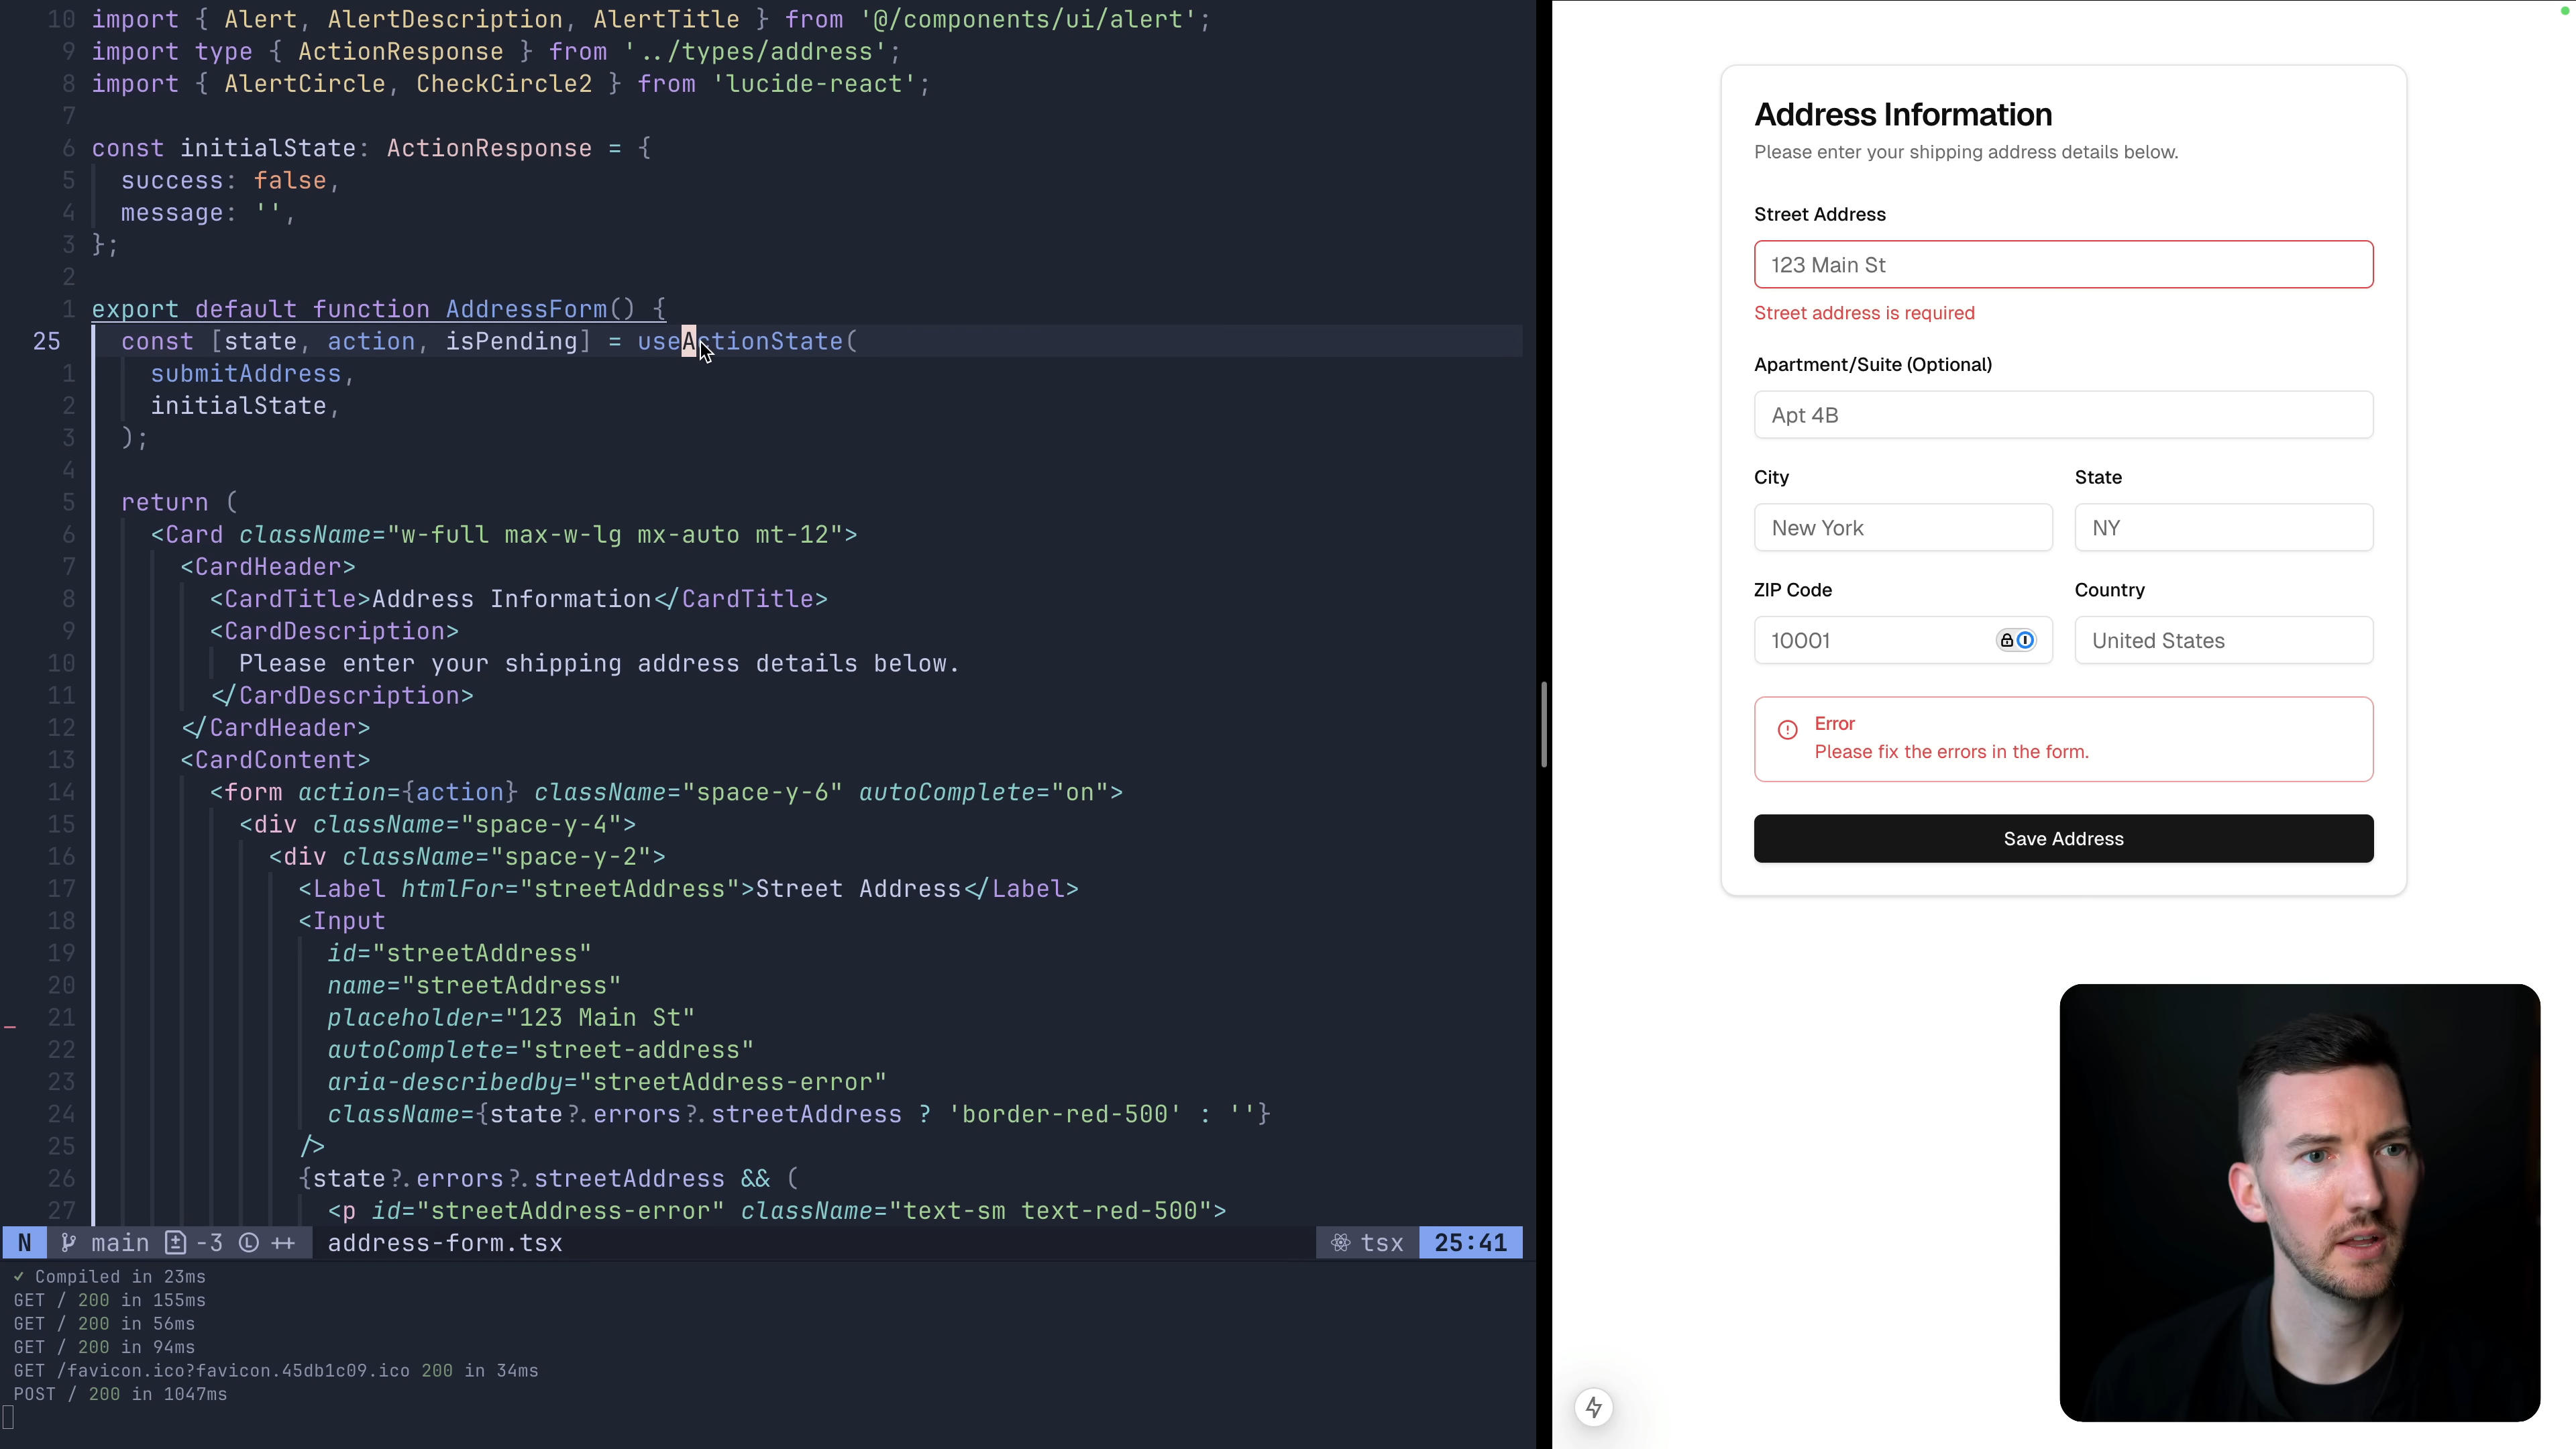 10 import { Alert, AlertDescription, AlertTitle } from '@/components/ui/alert';
9 import type { ActionResponse } from '../types/address';
8 import { AlertCircle, CheckCircle2 } from 'lucide-react';
7
6 const initialState: ActionResponse = {
5 success: false,
4 message: '',
3 };
2
1 export default function AddressForm() {
25 const [state, action, isPending] = useActionState(
1 submitAddress,
2 initialState,
3 );
4
5 return (
6 <Card className="w-full max-w-lg mx-auto mt-12">
7 <CardHeader>
8 <CardTitle>Address Information</CardTitle>
9 <CardDescription>
10 Please enter your shipping address details below.
11 </CardDescription>
12 </CardHeader>
13 <CardContent>
14 <form action={action} className="space-y-6" autoComplete="on">
15 <div className="space-y-4">
16 <div className="space-y-2">
17 <Label htmlFor="streetAddress">Street Address</Label>
18 <Input
19 id="streetAddress"
20 name="streetAddress"
21 placeholder="123 Main St"
22 autoComplete="street-address"
23 aria-describedby="streetAddress-error"
24 className={state?.errors?.streetAddress ? 'border-red-500' : ''}
25 />
26 {state?.errors?.streetAddress && (
27 <p id="streetAddress-error" className="text-sm text-red-500">
N main -3 ++ address-form.tsx tsx 25:41
✓ Compiled in 23ms
GET / 200 in 155ms
GET / 200 in 56ms
GET / 200 in 94ms
GET /favicon.ico?favicon.45db1c09.ico 200 in 34ms
POST / 200 in 1047ms
Address Information
Please enter your shipping address details below.
Street Address
123 Main St
Street address is required
Apartment/Suite (Optional)
Apt 4B
City State
New York NY
ZIP Code Country
10001 United States
Error
Please fix the errors in the form.
Save Address